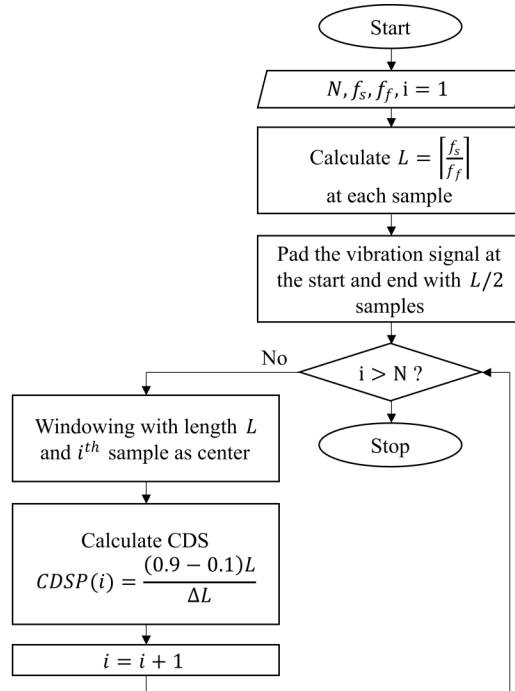 Start
N, f_s, f_f, i = 1
Calculate L = ⌈f_s/f_f⌉
at each sample
Pad the vibration signal at
the start and end with L/2
samples
No
i > N ?
Windowing with length L
and i^th sample as center
Stop
Calculate CDS
CDSP(i) = (0.9 − 0.1)L/ΔL
i = i + 1